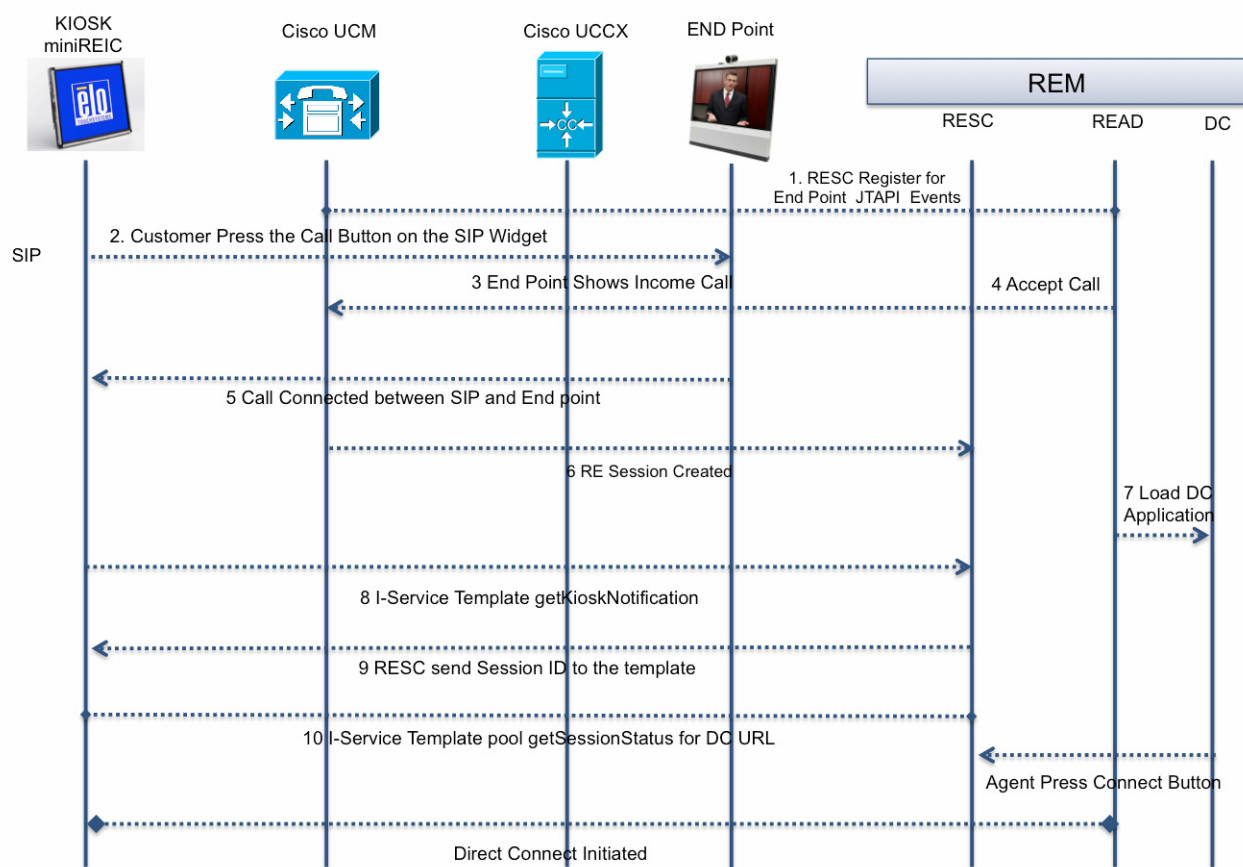 KIOSK
miniREIC
Cisco UCM
Cisco UCCX
END Point
elo
TOUCHSYSTEMS
CC
REM
RESC
READ
DC
1. RESC Register for
End Point JTAPI Events
SIP
2. Customer Press the Call Button on the SIP Widget
3 End Point Shows Income Call
4 Accept Call
5 Call Connected between SIP and End point
6 RE Session Created
7 Load DC
Application
8 I-Service Template getKioskNotification
9 RESC send Session ID to the template
10 I-Service Template pool getSessionStatus for DC URL
Agent Press Connect Button
Direct Connect Initiated